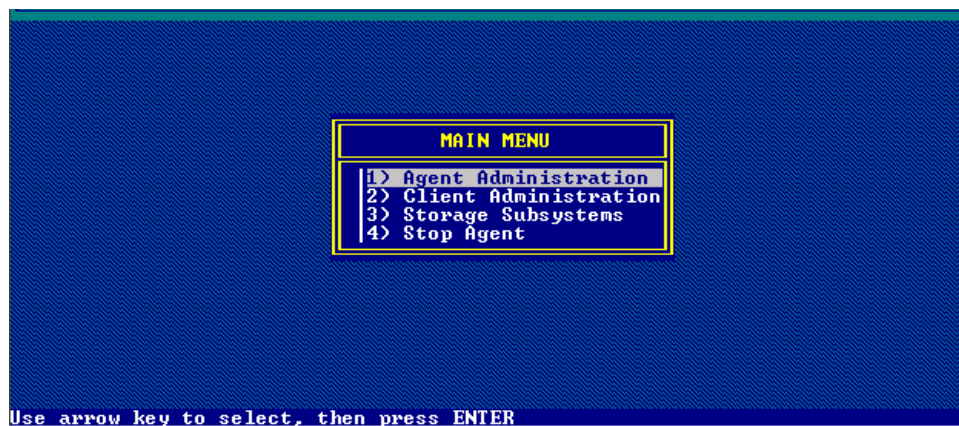 MAIN MENU
1) Agent Administration
2) Client Administration
3) Storage Subsystems
4) Stop Agent
Use arrow key to select, then press ENTER